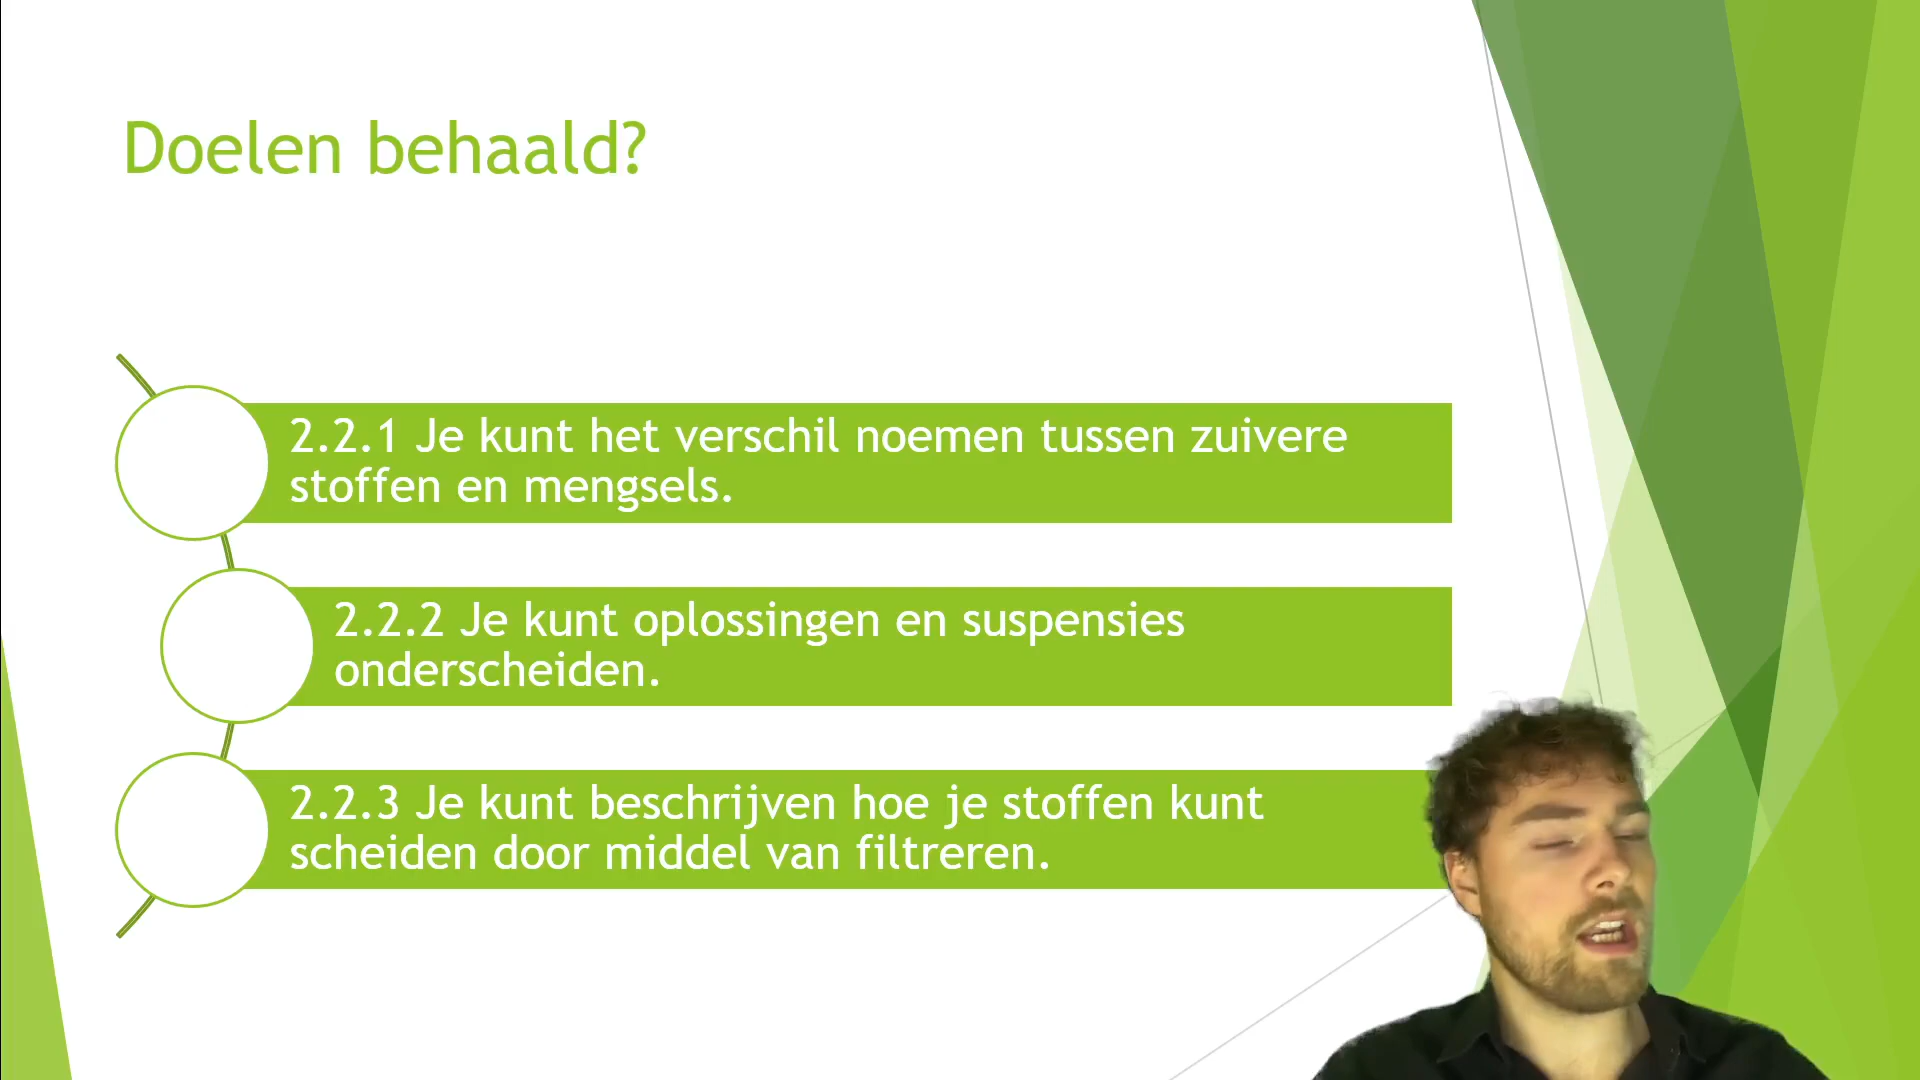 Doelen behaald?
2.2.1 Je kunt het verschil noemen tussen zuivere
stoffen en mengsels.
2.2.2 Je kunt oplossingen en suspensies
onderscheiden.
2.2.3 Je kunt beschrijven hoe je stoffen kunt
scheiden door middel van filtreren.